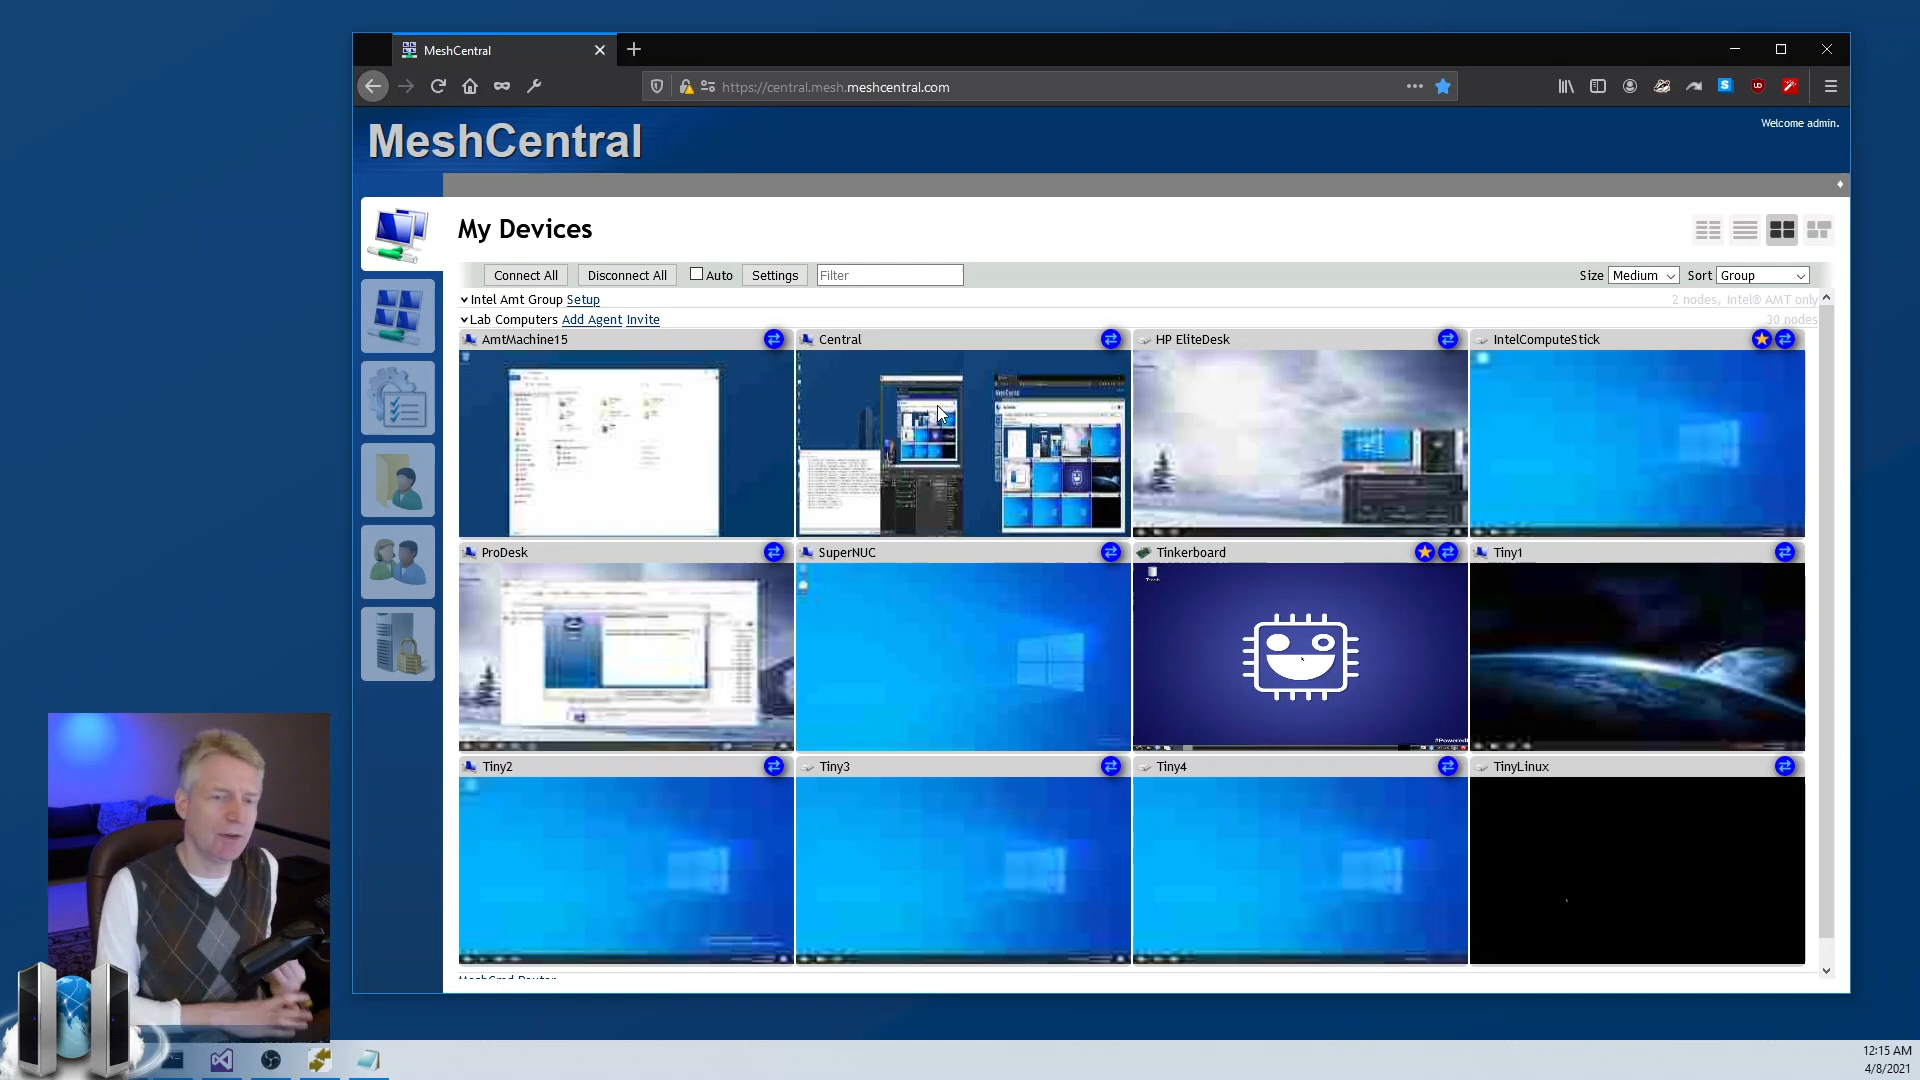 MeshCentral
https://central.mesh.meshcentral.com
MeshCentral
Welcome admin.
My Devices
Connect All
Disconnect All
Auto
Settings
Filter
Size
Medium
Sort
Group
Intel Amt Group Setup
2 nodes, Intel® AMT only
Lab Computers Add Agent Invite
30 nodes
AmtMachine15
Central
HP EliteDesk
IntelComputeStick
ProDesk
SuperNUC
Tinkerboard
Tiny1
Tiny2
Tiny3
Tiny4
TinyLinux
12:15 AM
4/8/2021